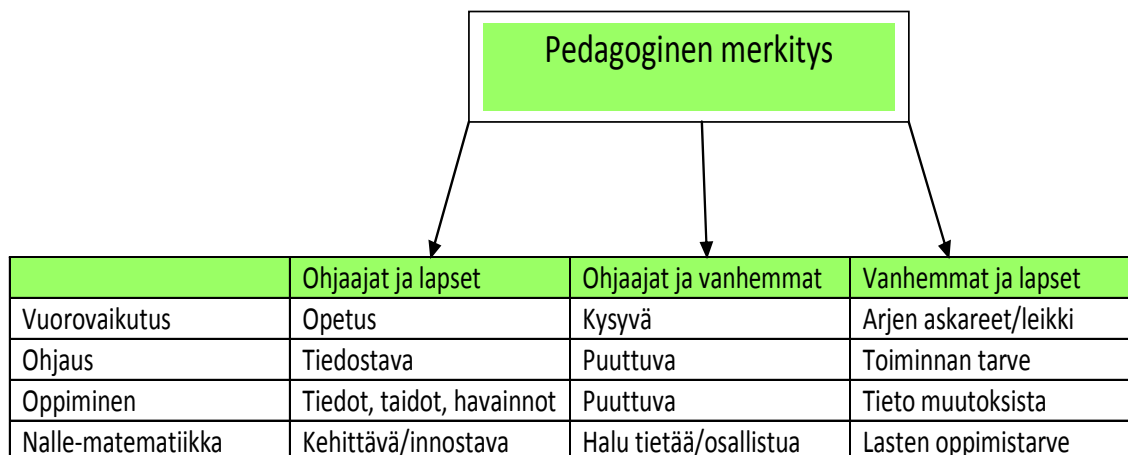 Pedagoginen merkitys
Ohjaajat ja lapset Ohjaajat ja vanhemmat Vanhemmat ja lapset
Vuorovaikutus Opetus Kysyvä Arjen askareet/leikki
Ohjaus Tiedostava Puuttuva Toiminnan tarve
Oppiminen Tiedot, taidot, havainnot Puuttuva Tieto muutoksista
Nalle-matematiikka Kehittävä/innostava Halu tietää/osallistua Lasten oppimistarve